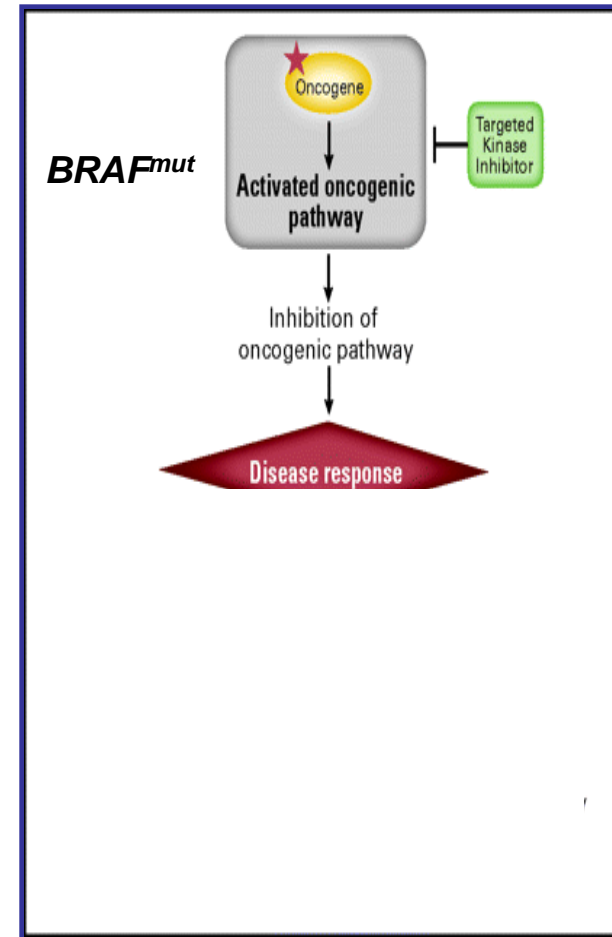 Oncogene
Targeted
Kinase
Inhibitor
BRAFmut
Activated oncogenic
pathway
Inhibition of
oncogenic pathway
Disease response